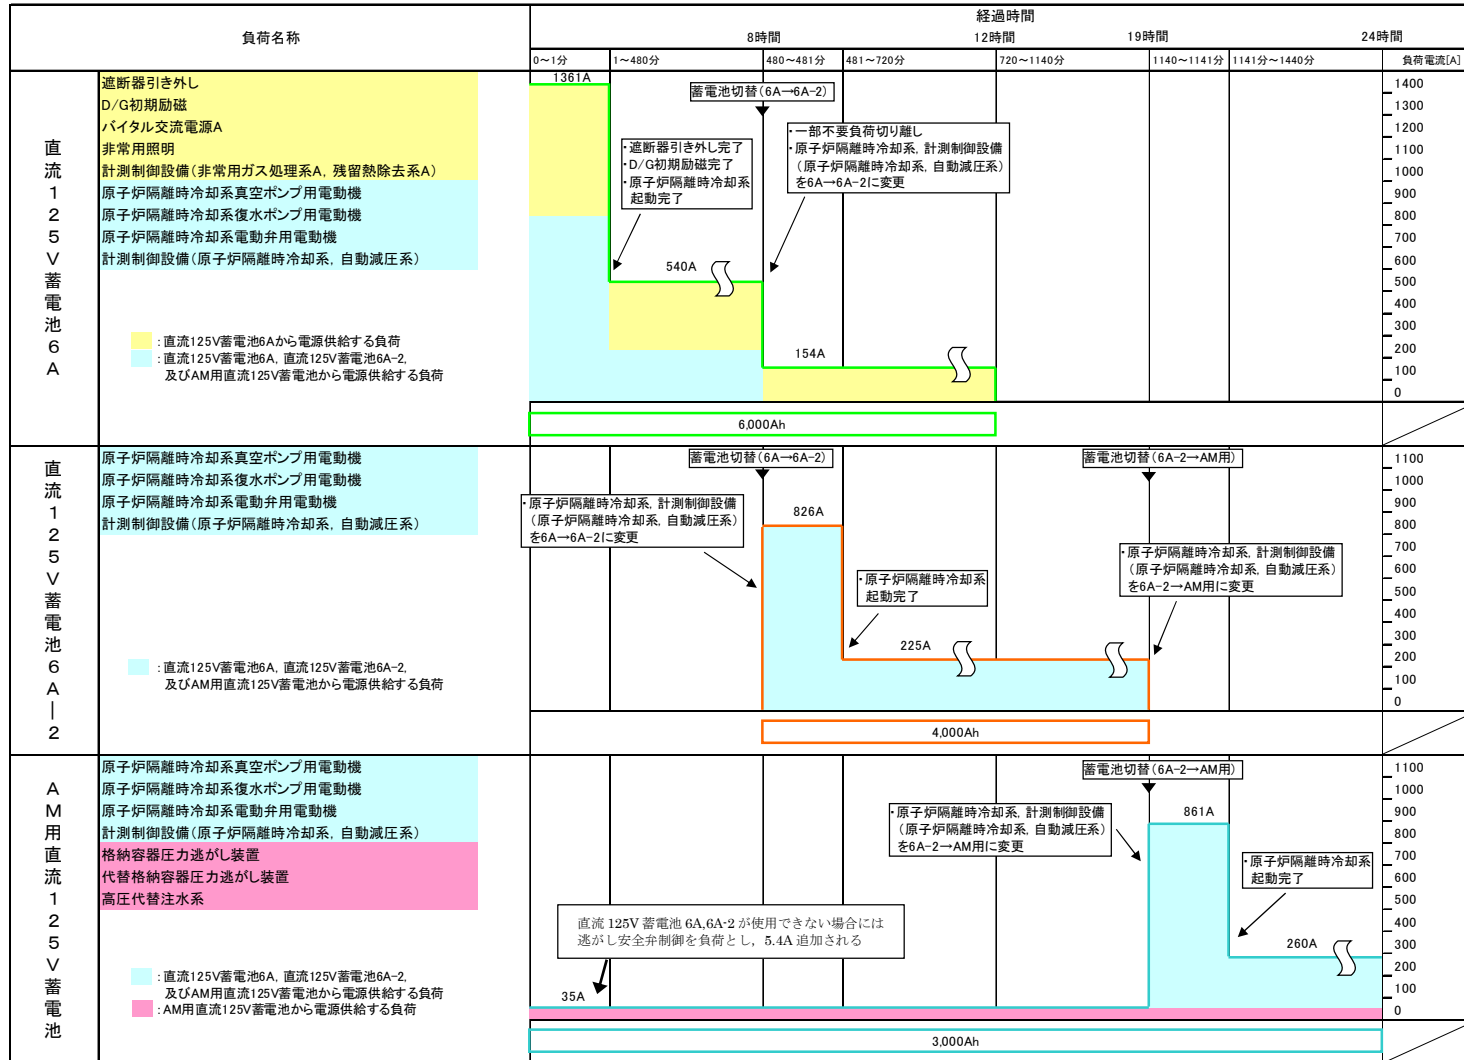 負荷名称
経過時間
8時間
12時間
19時間
24時間
0～1分
1～480分
480～481分
481～720分
720～1140分
1140～1141分
1141分～1440分
負荷電流[A]
直流125V蓄電池6A
遮断器引き外し
D/G初期励磁
バイタル交流電源A
非常用照明
計測制御設備(非常用ガス処理系A, 残留熱除去系A)
原子炉隔離時冷却系真空ポンプ用電動機
原子炉隔離時冷却系復水ポンプ用電動機
原子炉隔離時冷却系電動弁用電動機
計測制御設備(原子炉隔離時冷却系, 自動減圧系)
:直流125V蓄電池6Aから電源供給する負荷
:直流125V蓄電池6A, 直流125V蓄電池6A-2,
及びAM用直流125V蓄電池から電源供給する負荷
1361A
蓄電池切替(6A→6A-2)
・遮断器引き外し完了
・D/G初期励磁完了
・原子炉隔離時冷却系
起動完了
・一部不要負荷切り離し
・原子炉隔離時冷却系, 計測制御設備
(原子炉隔離時冷却系, 自動減圧系)
を6A→6A-2に変更
540A
154A
6,000Ah
1400
1300
1200
1100
1000
900
800
700
600
500
400
300
200
100
0
直流125V蓄電池6A―2
原子炉隔離時冷却系真空ポンプ用電動機
原子炉隔離時冷却系復水ポンプ用電動機
原子炉隔離時冷却系電動弁用電動機
計測制御設備(原子炉隔離時冷却系, 自動減圧系)
:直流125V蓄電池6A, 直流125V蓄電池6A-2,
及びAM用直流125V蓄電池から電源供給する負荷
蓄電池切替(6A→6A-2)
蓄電池切替(6A-2→AM用)
・原子炉隔離時冷却系, 計測制御設備
(原子炉隔離時冷却系, 自動減圧系)
を6A→6A-2に変更
826A
・原子炉隔離時冷却系
起動完了
・原子炉隔離時冷却系, 計測制御設備
(原子炉隔離時冷却系, 自動減圧系)
を6A-2→AM用に変更
225A
4,000Ah
1100
1000
900
800
700
600
500
400
300
200
100
0
AM用直流125V蓄電池
原子炉隔離時冷却系真空ポンプ用電動機
原子炉隔離時冷却系復水ポンプ用電動機
原子炉隔離時冷却系電動弁用電動機
計測制御設備(原子炉隔離時冷却系, 自動減圧系)
格納容器圧力逃がし装置
代替格納容器圧力逃がし装置
高圧代替注水系
:直流125V蓄電池6A, 直流125V蓄電池6A-2,
及びAM用直流125V蓄電池から電源供給する負荷
:AM用直流125V蓄電池から電源供給する負荷
蓄電池切替(6A-2→AM用)
・原子炉隔離時冷却系, 計測制御設備
(原子炉隔離時冷却系, 自動減圧系)
を6A-2→AM用に変更
861A
・原子炉隔離時冷却系
起動完了
直流 125V 蓄電池 6A,6A-2 が使用できない場合には
逃がし安全弁制御を負荷とし, 5.4A 追加される
35A
260A
3,000Ah
1100
1000
900
800
700
600
500
400
300
200
100
0